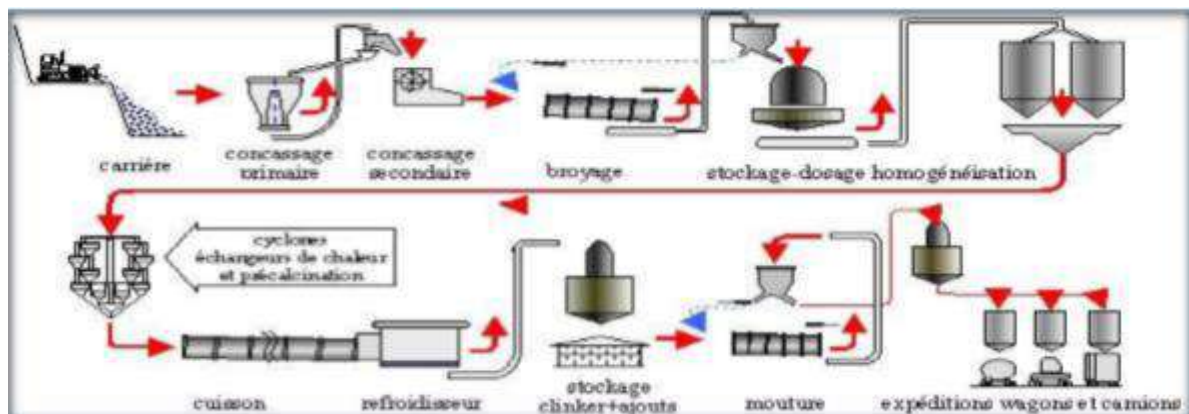 carrière
concassage
primaire
concassage
secondaire
broyage
stockage-dosage homogénéisation
cyclones
échangeurs de chaleur
et précalcination
cuisson
refroidisseur
stockage
clinker+ajouts
mouture
expéditions wagons et camions